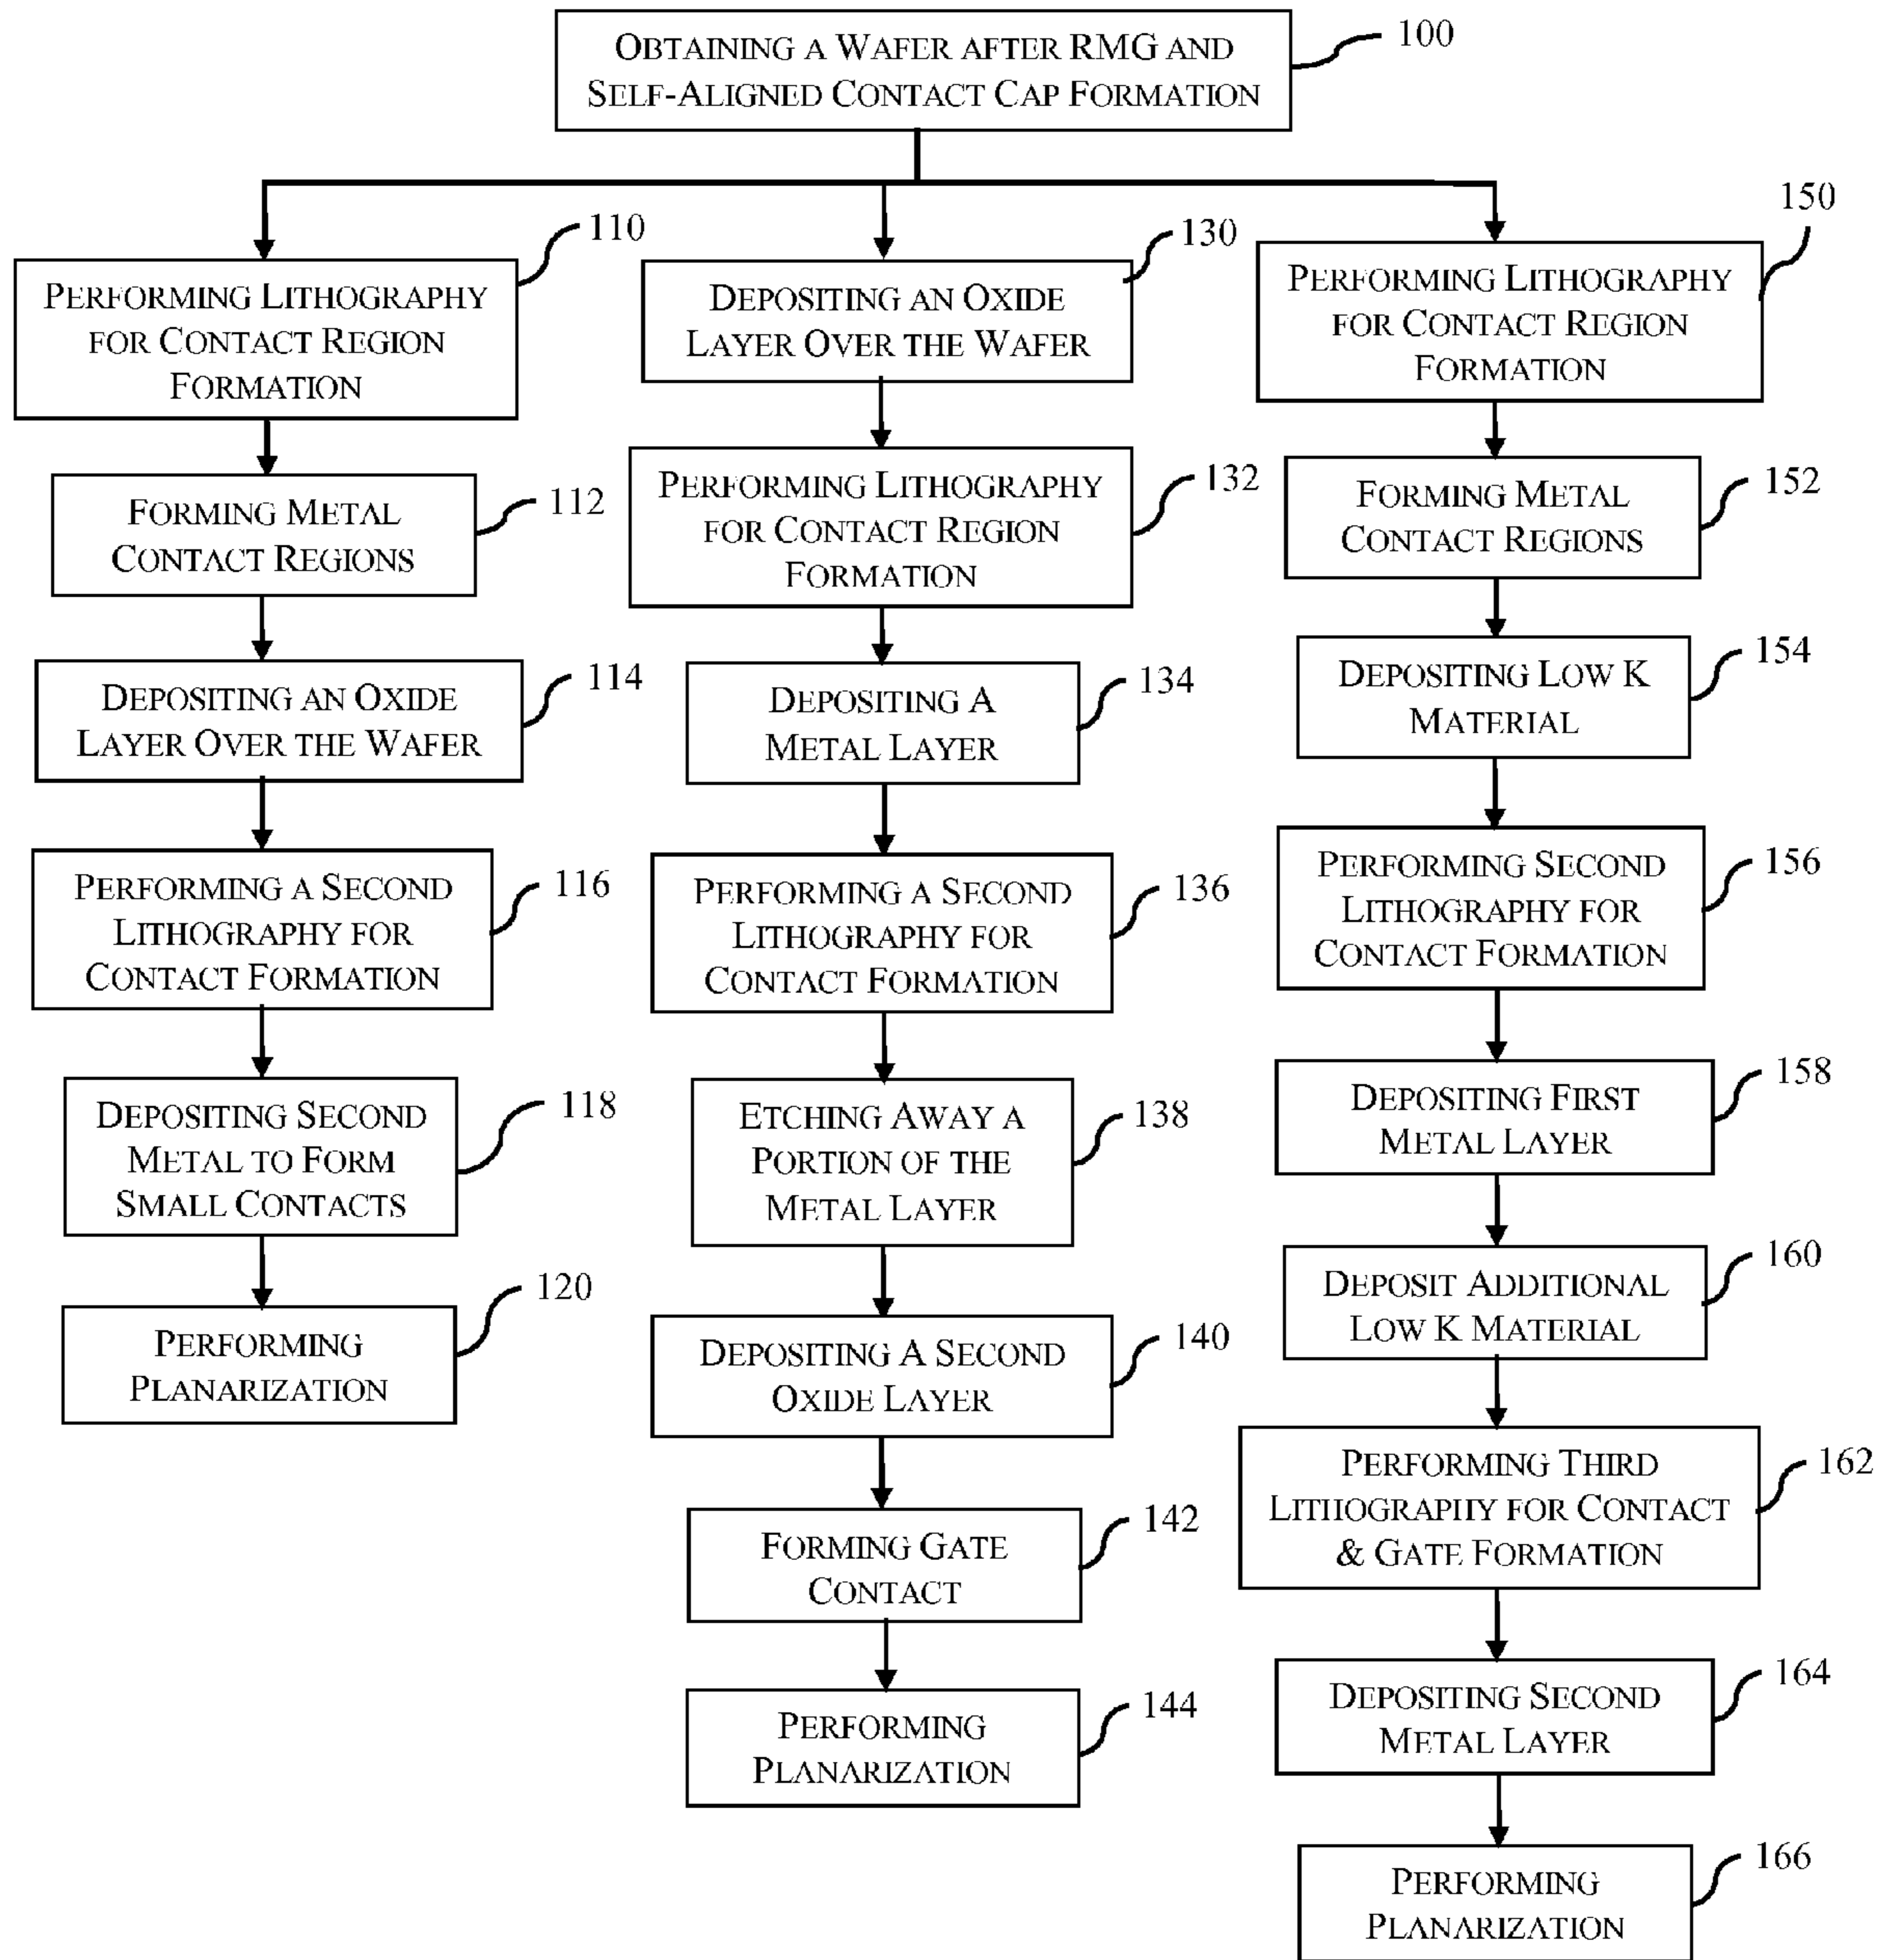 OBTAINING A WAFER AFTER RMG AND
SELF-ALIGNED CONTACT CAP FORMATION
100
110
PERFORMING LITHOGRAPHY
FOR CONTACT REGION
FORMATION
FORMING METAL
CONTACT REGIONS
112
DEPOSITING AN OXIDE
LAYER OVER THE WAFER
114
PERFORMING A SECOND
LITHOGRAPHY FOR
CONTACT FORMATION
116
DEPOSITING SECOND
METAL TO FORM
SMALL CONTACTS
118
PERFORMING
PLANARIZATION
120
130
DEPOSITING AN OXIDE
LAYER OVER THE WAFER
PERFORMING LITHOGRAPHY
FOR CONTACT REGION
FORMATION
132
DEPOSITING A
METAL LAYER
134
PERFORMING A SECOND
LITHOGRAPHY FOR
CONTACT FORMATION
136
ETCHING AWAY A
PORTION OF THE
METAL LAYER
138
DEPOSITING A SECOND
OXIDE LAYER
140
FORMING GATE
CONTACT
142
PERFORMING
PLANARIZATION
144
150
PERFORMING LITHOGRAPHY
FOR CONTACT REGION
FORMATION
FORMING METAL
CONTACT REGIONS
152
DEPOSITING LOW K
MATERIAL
154
PERFORMING SECOND
LITHOGRAPHY FOR
CONTACT FORMATION
156
DEPOSITING FIRST
METAL LAYER
158
DEPOSIT ADDITIONAL
LOW K MATERIAL
160
PERFORMING THIRD
LITHOGRAPHY FOR CONTACT
& GATE FORMATION
162
DEPOSITING SECOND
METAL LAYER
164
PERFORMING
PLANARIZATION
166